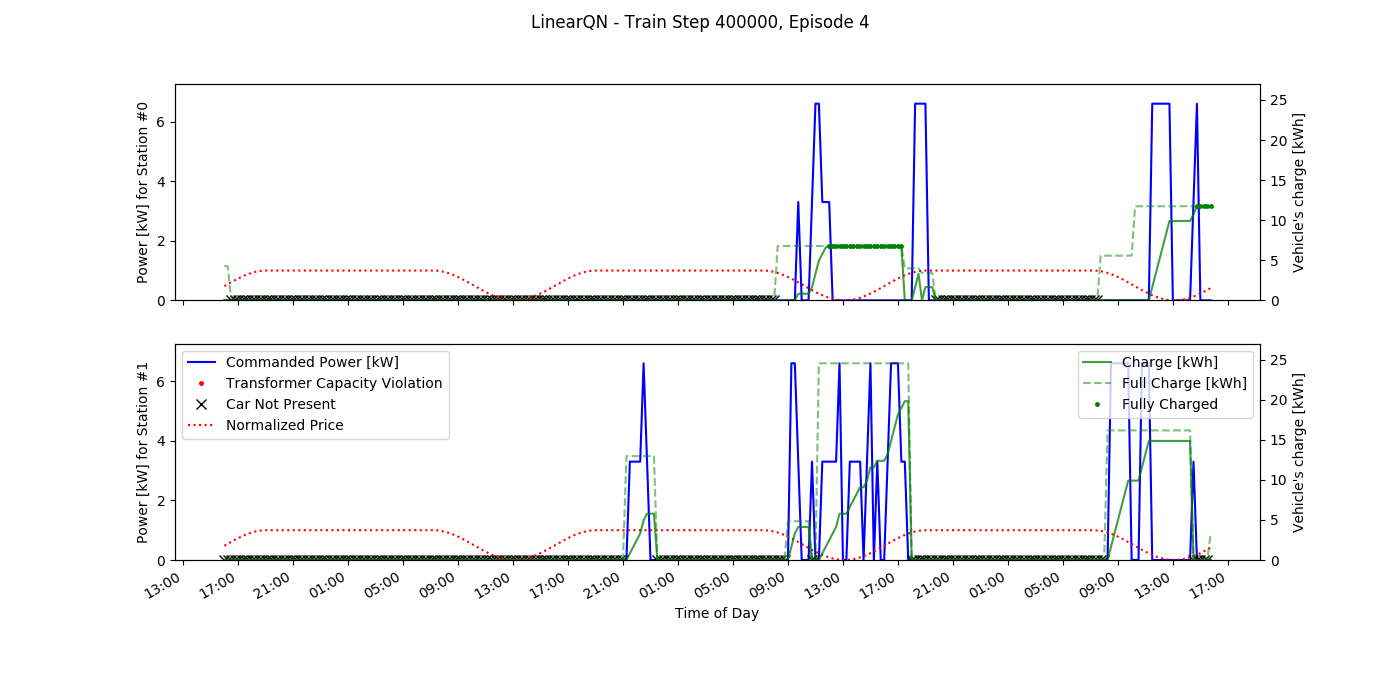 LinearQN - Train Step 400000, Episode 4
Power [kW] for Station #0
6
4
2
0
25
20
15
10
5
0
Vehicle's charge [kWh]
Power [kW] for Station #1
6
4
2
0
Commanded Power [kW]
Transformer Capacity Violation
Car Not Present
Normalized Price
Charge [kWh]
Full Charge [kWh]
Fully Charged
25
20
15
10
5
0
Vehicle's charge [kWh]
13:00 17:00 21:00 01:00 05:00 09:00 13:00 17:00 21:00 01:00 05:00 09:00 13:00 17:00 21:00 01:00 05:00 09:00 13:00 17:00
Time of Day